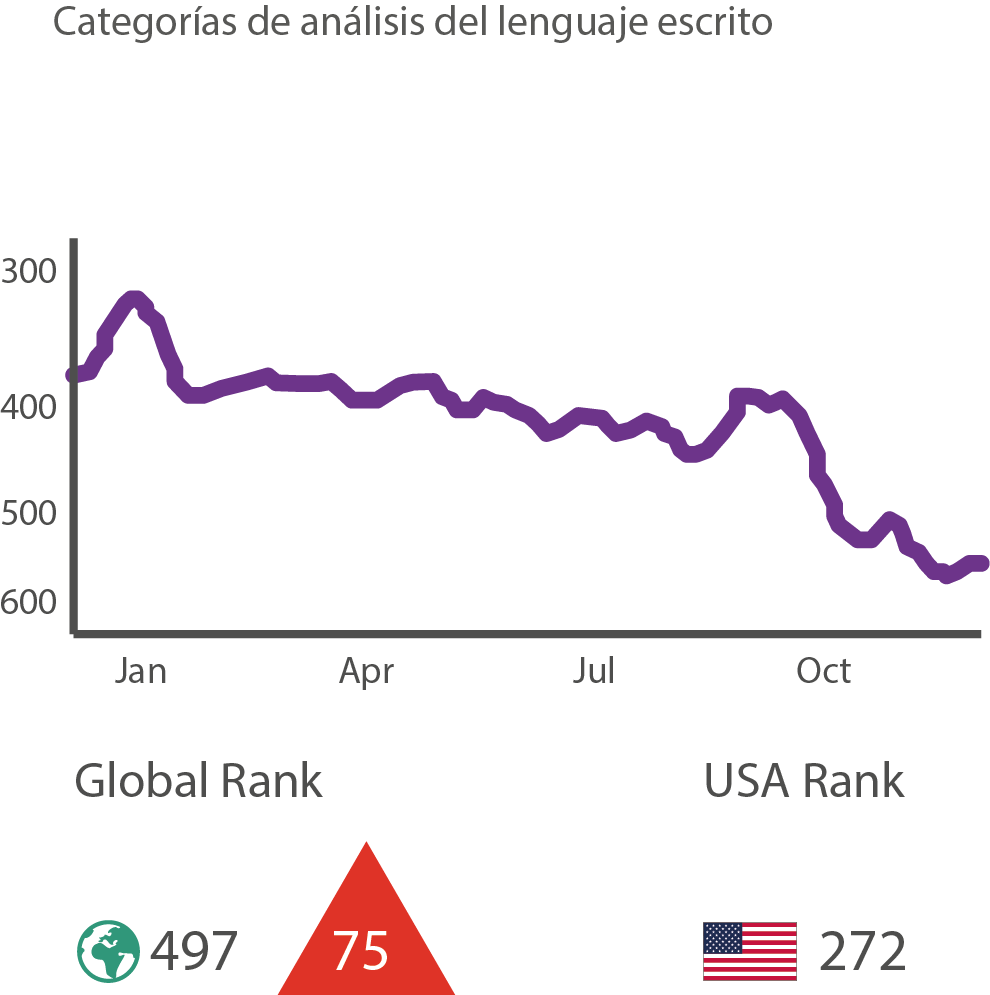 Categorías de análisis del lenguaje escrito
300
400
500
600
Jan Apr Jul Oct
Global Rank USA Rank
497 75 272